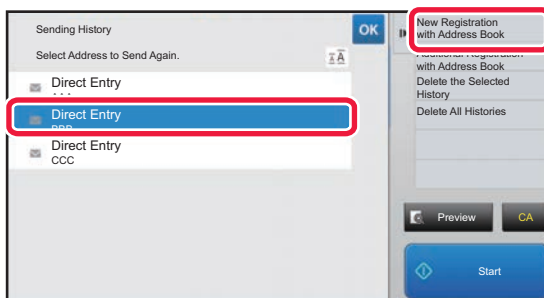 Sending History
OK
Select Address to Send Again.
Direct Entry
Direct Entry
BBB
Direct Entry
CCC
New Registration
with Address Book
Additional Registration
with Address Book
Delete the Selected
History
Delete All Histories
Preview
CA
Start